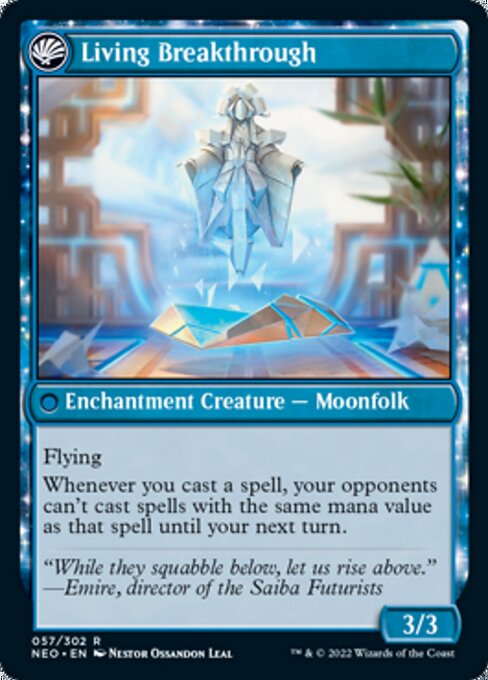 Living Breakthrough
Enchantment Creature — Moonfolk
Flying
Whenever you cast a spell, your opponents
can't cast spells with the same mana value
as that spell until your next turn.
“While they squabble below, let us rise above.”
—Emire, director of the Saiba Futurists
3/3
057/302 R
NEO • EN Nestor Ossandon Leal
™ & © 2022 Wizards of the Coast